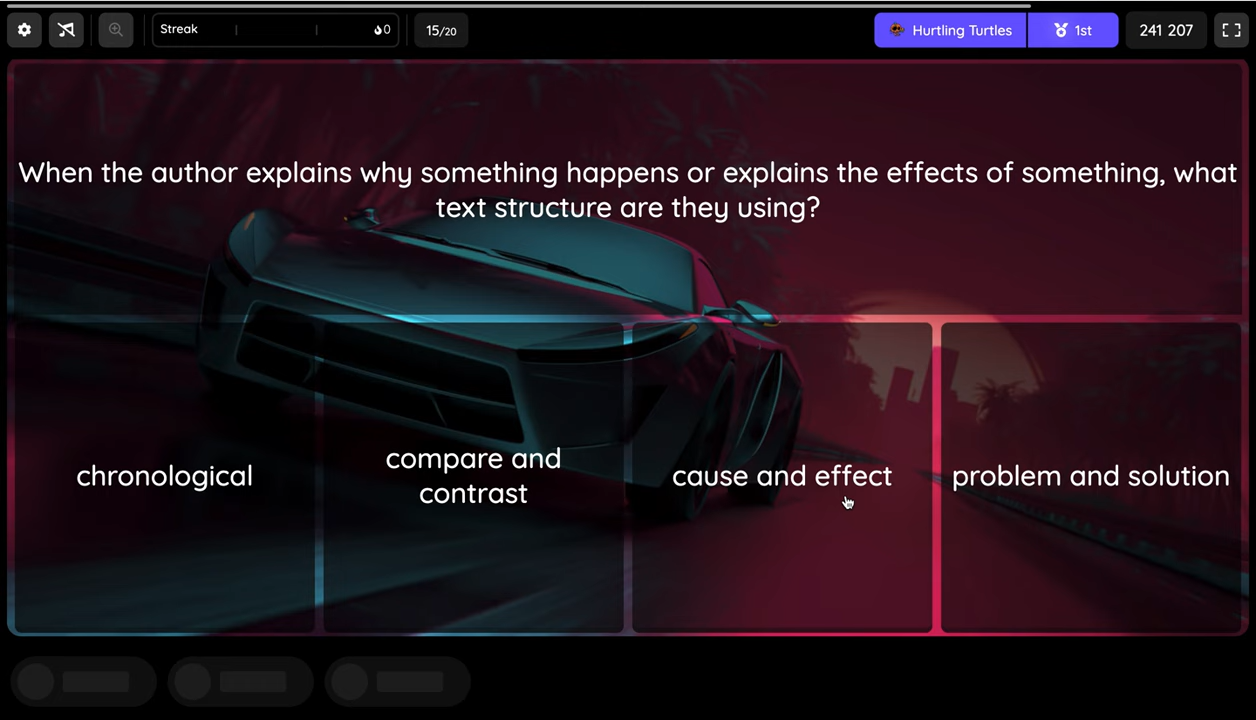 Streak
0
15/20
Hurtling Turtles
1st
241 207
When the author explains why something happens or explains the effects of something, what
text structure are they using?
chronological
compare and
contrast
cause and effect
problem and solution